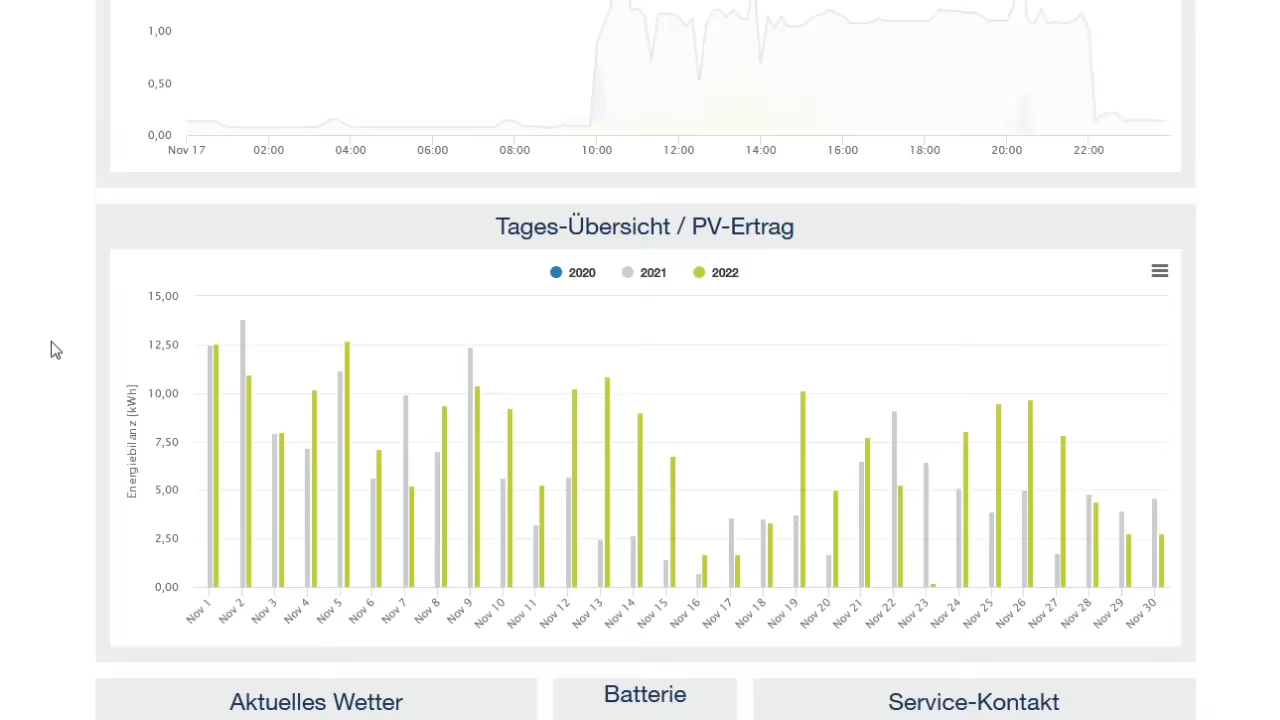 1,00
0,50
0,00
Nov 17 02:00 04:00 06:00 08:00 10:00 12:00 14:00 16:00 18:00 20:00 22:00
Tages-Übersicht / PV-Ertrag
2020 2021 2022
15,00
12,50
10,00
7,50
5,00
2,50
0,00
Energiebilanz [kWh]
Nov 1 Nov 2 Nov 3 Nov 4 Nov 5 Nov 6 Nov 7 Nov 8 Nov 9 Nov 10 Nov 11 Nov 12 Nov 13 Nov 14 Nov 15 Nov 16 Nov 17 Nov 18 Nov 19 Nov 20 Nov 21 Nov 22 Nov 23 Nov 24 Nov 25 Nov 26 Nov 27 Nov 28 Nov 29 Nov 30
Aktuelles Wetter
Batterie
Service-Kontakt